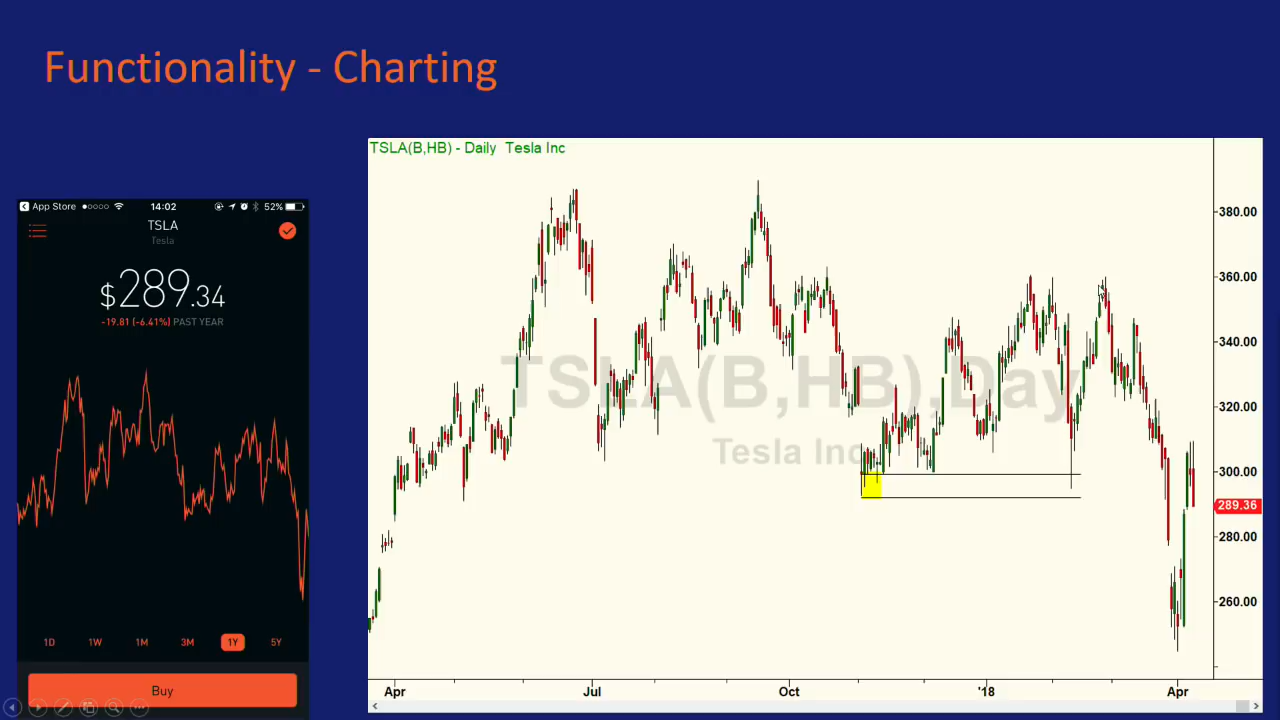 Functionality - Charting
App Store
14:02
52%
TSLA
Tesla
$289.34
-19.81 (-6.41%) PAST YEAR
1D 1W 1M 3M 1Y 5Y
Buy
TSLA(B,HB) - Daily Tesla Inc
TSLA(B,HB),Day
Tesla Inc
380.00
360.00
340.00
320.00
300.00
289.36
280.00
260.00
Apr Jul Oct '18 Apr